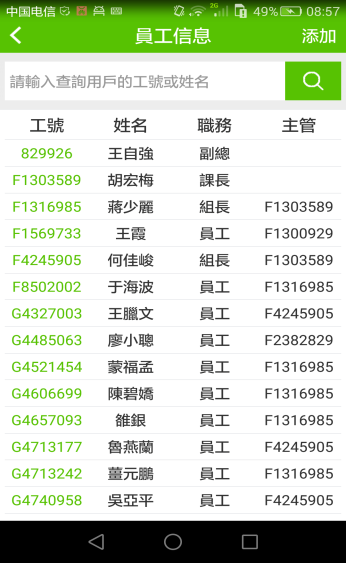 中国电信 2G 49% 08:57
員工信息 添加
請輸入查詢用戶的工號或姓名
工號 姓名 職務 主管
829926 王自強 副總
F1303589 胡宏梅 課長
F1316985 蔣少麗 組長 F1303589
F1569733 王霞 員工 F1300929
F4245905 何佳峻 組長 F1303589
F8502002 于海波 員工 F1316985
G4327003 王臘文 員工 F4245905
G4485063 廖小聰 員工 F2382829
G4521454 蒙福孟 員工 F1316985
G4606699 陳碧嬌 員工 F1316985
G4657093 雒銀 員工 F1316985
G4713177 魯燕蘭 員工 F4245905
G4713242 薑元鵬 員工 F1316985
G4740958 吳亞平 員工 F4245905